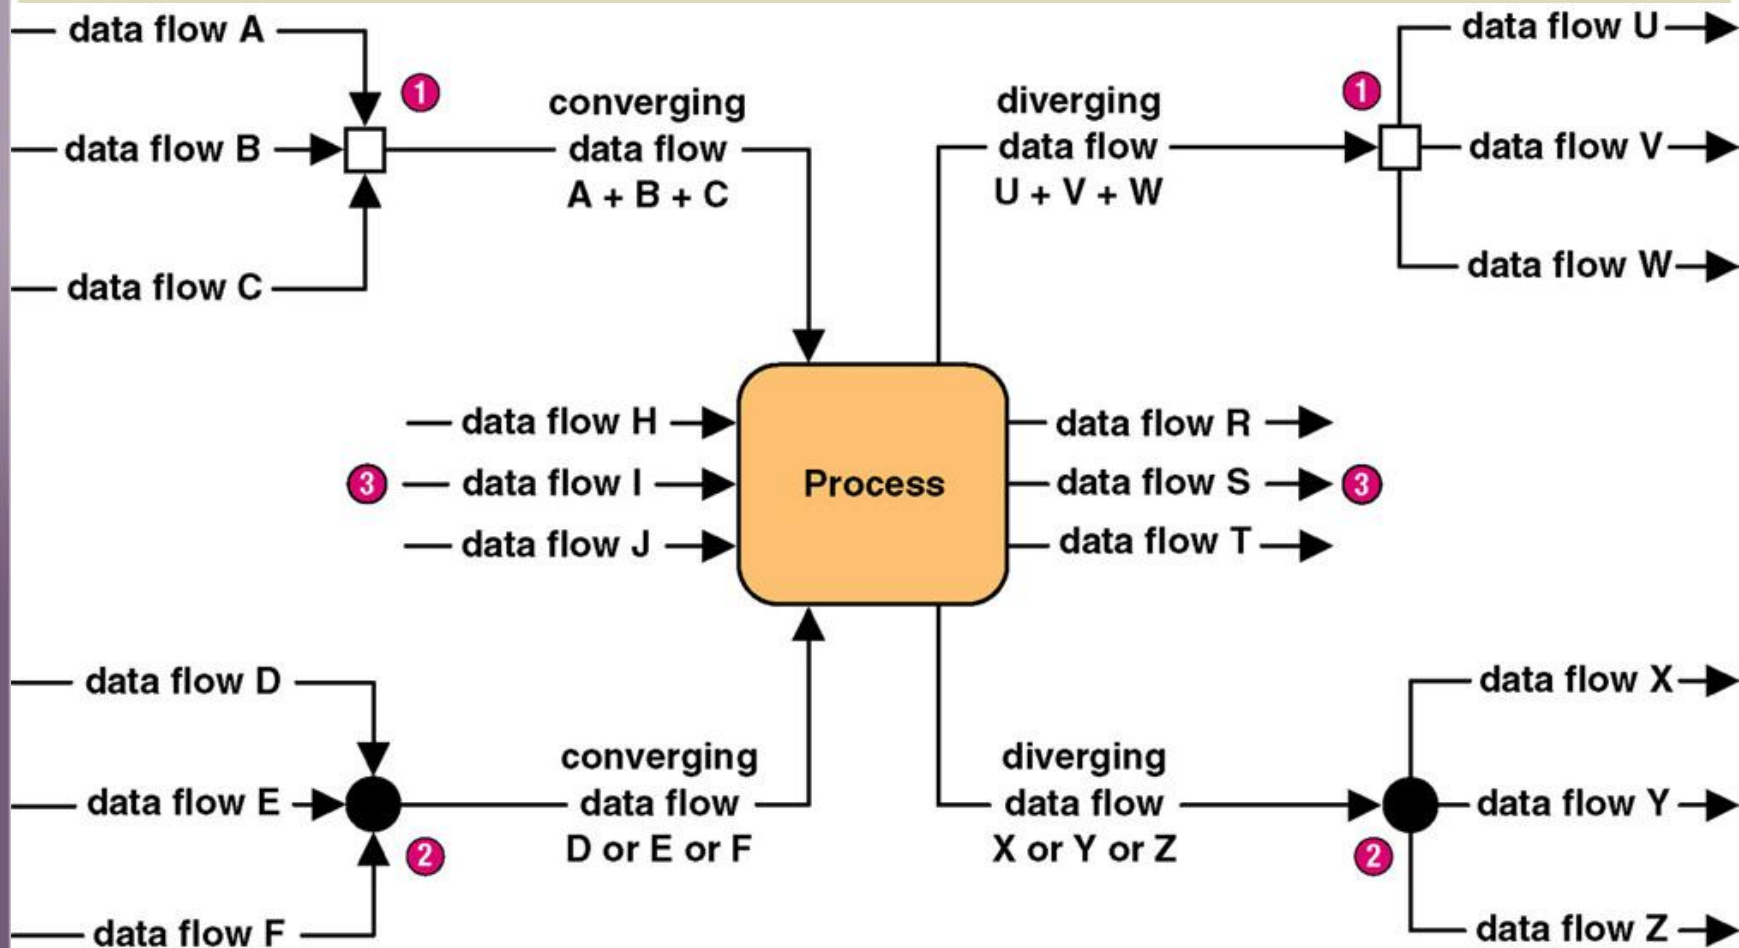 data flow A
data flow B
data flow C
1
converging
data flow
A + B + C
diverging
data flow
U + V + W
1
data flow U
data flow V
data flow W
3
data flow H
data flow I
data flow J
Process
data flow R
data flow S
data flow T
3
data flow D
data flow E
data flow F
2
converging
data flow
D or E or F
diverging
data flow
X or Y or Z
2
data flow X
data flow Y
data flow Z